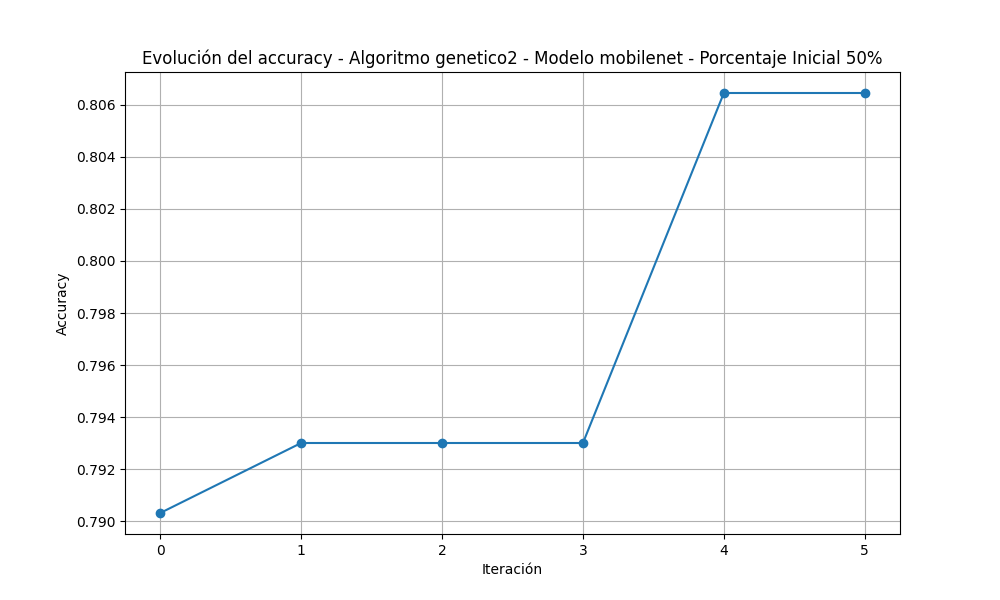 Evolución del accuracy - Algoritmo genetico2 - Modelo mobilenet - Porcentaje Inicial 50%
0.806
0.804
0.802
0.800
0.798
0.796
0.794
0.792
0.790
Accuracy
0 1 2 3 4 5
Iteración